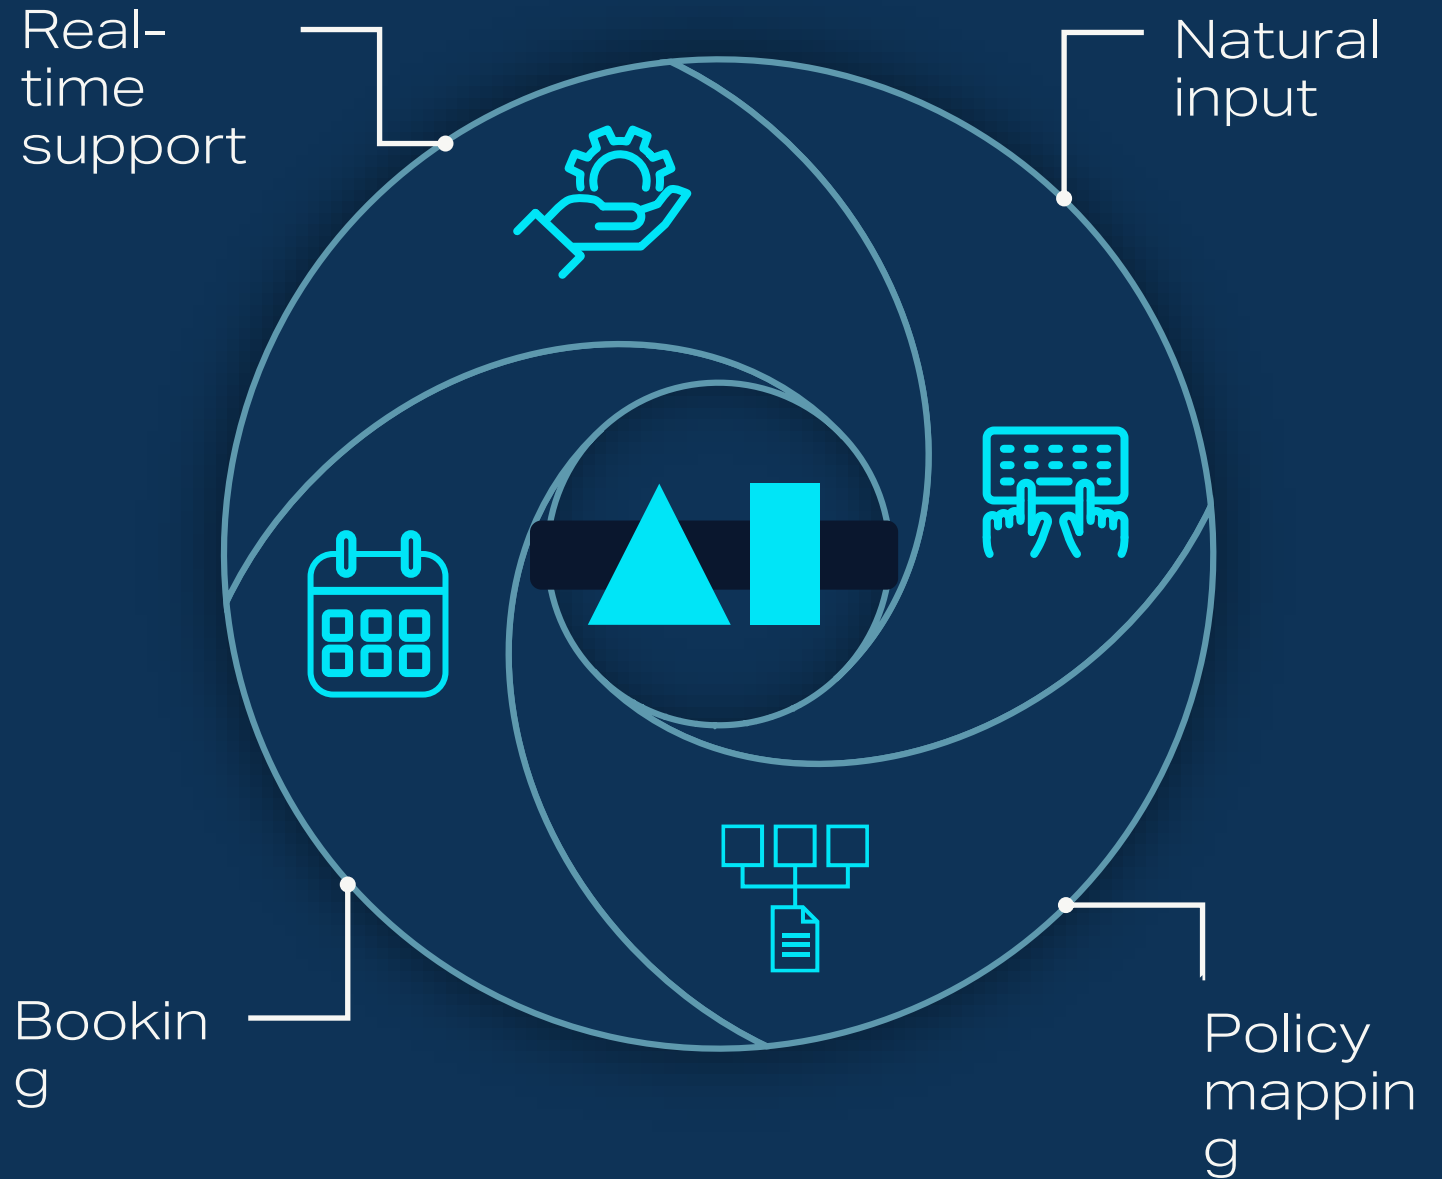 Real-
time
support
Natural
input
AI
Bookin
g
Policy
mappin
g